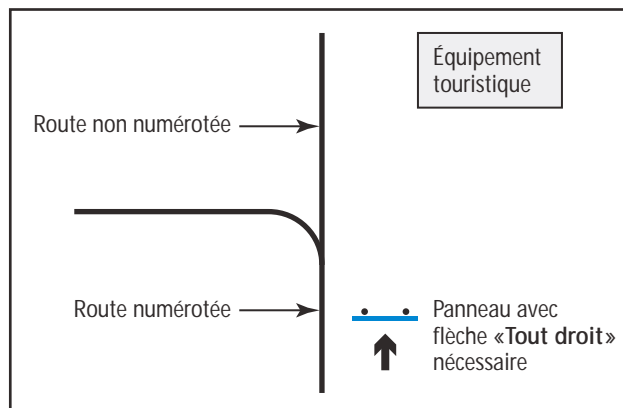 Équipement
touristique
Route non numérotée
Route numérotée
Panneau avec
flèche «Tout droit»
nécessaire